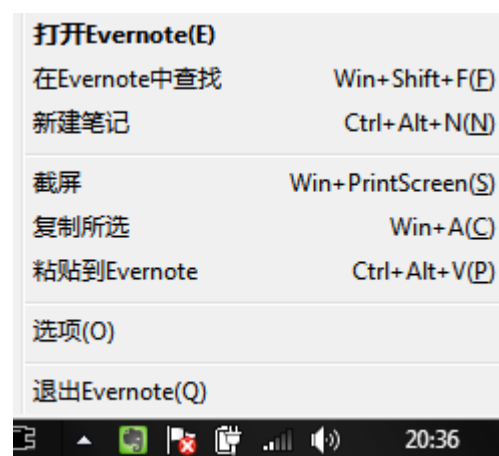 打开Evernote(E)
在Evernote中查找 Win+Shift+F(F)
新建笔记 Ctrl+Alt+N(N)
截屏 Win+PrintScreen(S)
复制所选 Win+A(C)
粘贴到Evernote Ctrl+Alt+V(P)
选项(O)
退出Evernote(Q)
20:36